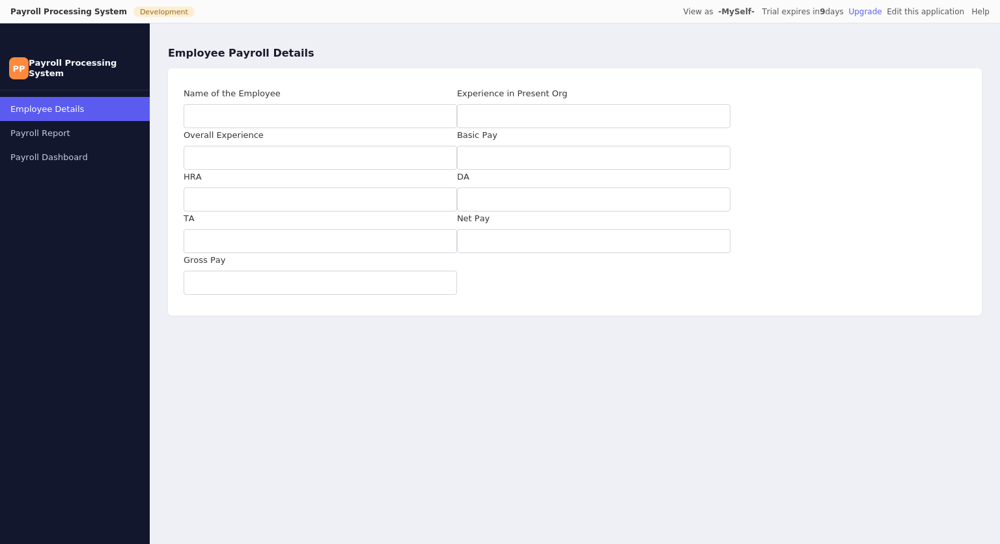 Payroll Processing System Development View as -MySelf- Trial expires in9days Upgrade Edit this application Help
PP Payroll Processing
System
Employee Details
Payroll Report
Payroll Dashboard
Employee Payroll Details
Name of the Employee Experience in Present Org
Overall Experience Basic Pay
HRA DA
TA Net Pay
Gross Pay